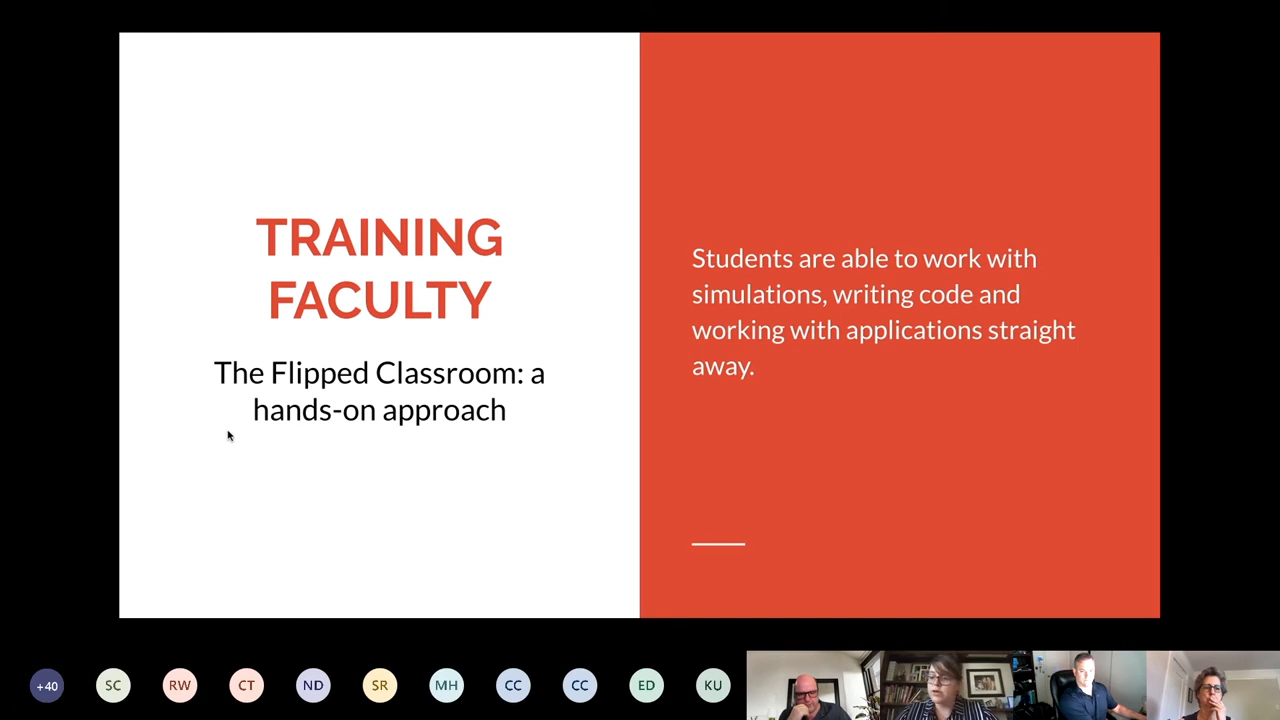 TRAINING
FACULTY
The Flipped Classroom: a
hands-on approach
Students are able to work with
simulations, writing code and
working with applications straight
away.
+40 SC RW CT ND SR MH CC CC ED KU